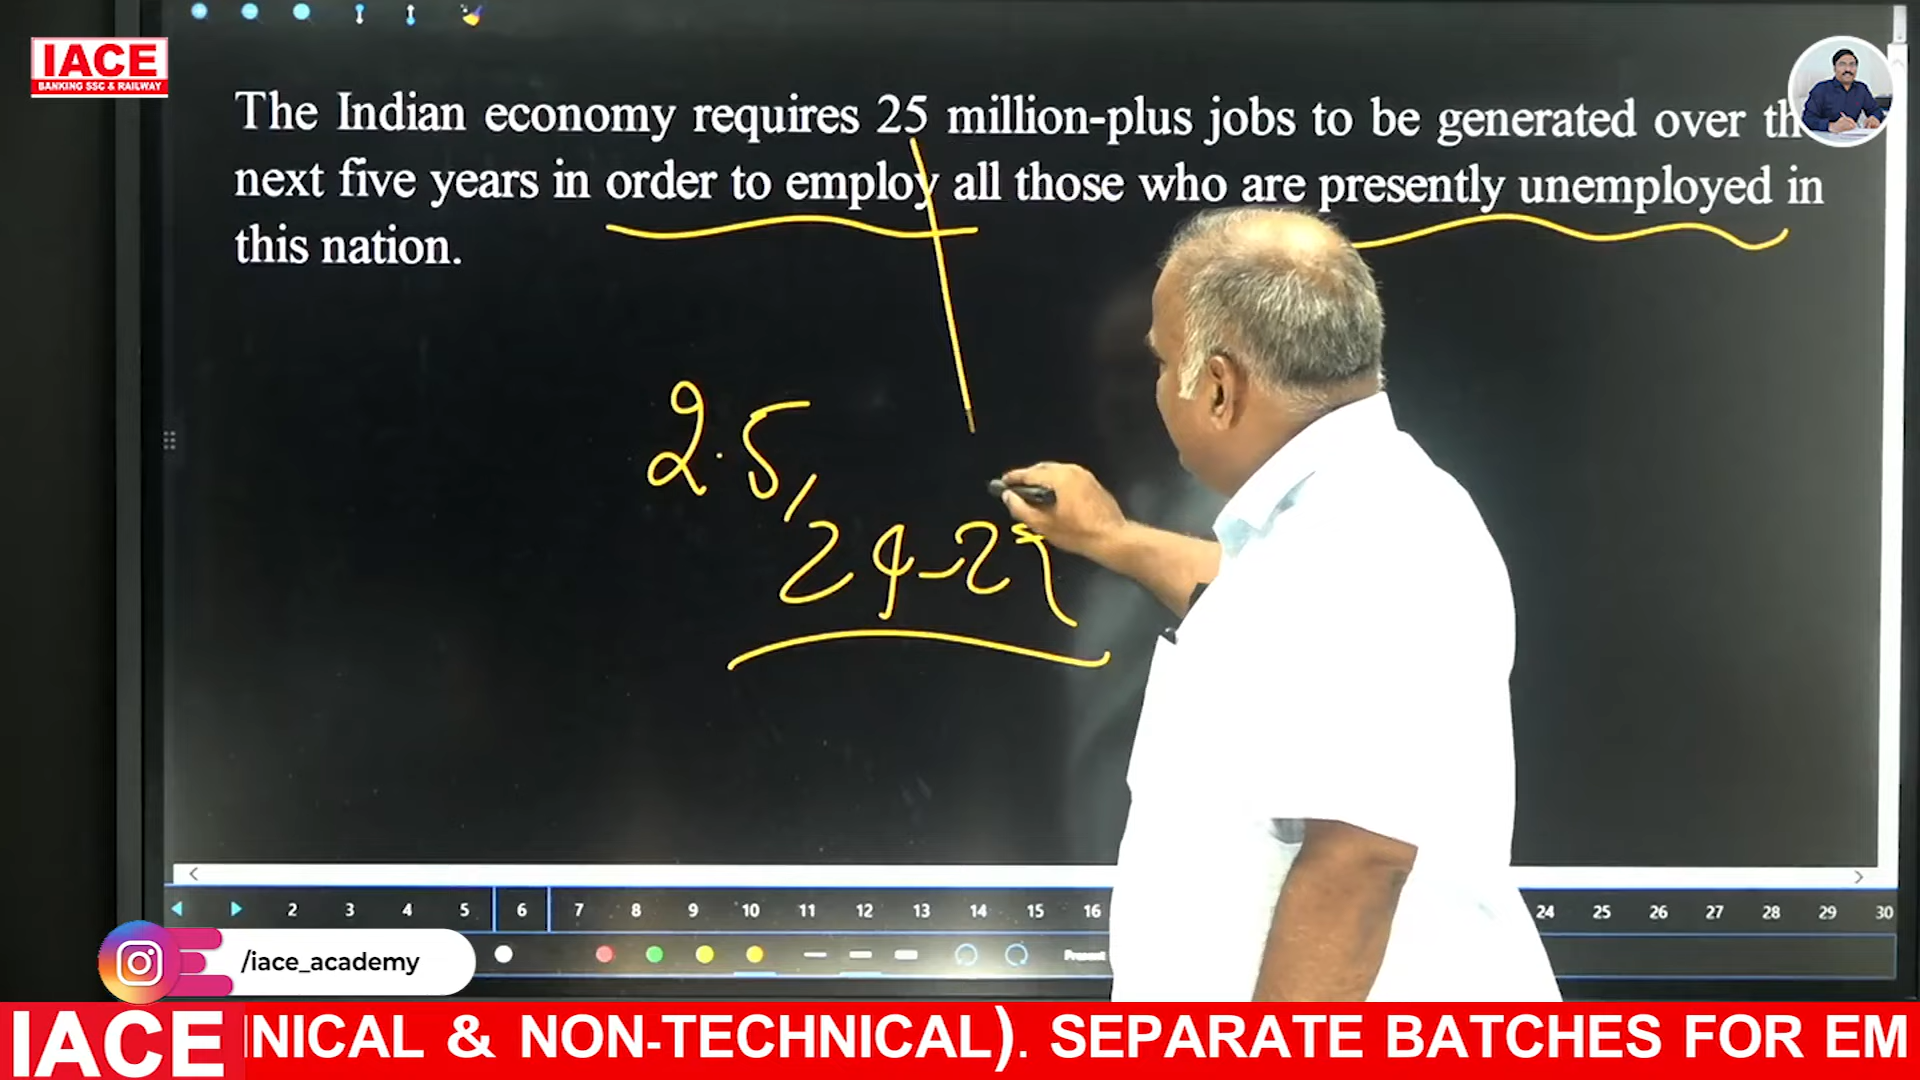 IACE
BANKING SSC & RAILWAY
The Indian economy requires 25 million-plus jobs to be generated over th
next five years in order to employ all those who are presently unemployed in
this nation.
2.5,
24-25
2 3 4 5 6 7 8 9 10 11 12 13 14 15 16 24 25 26 27 28 29 30
Present
/iace_academy
IACE INICAL & NON-TECHNICAL). SEPARATE BATCHES FOR EM